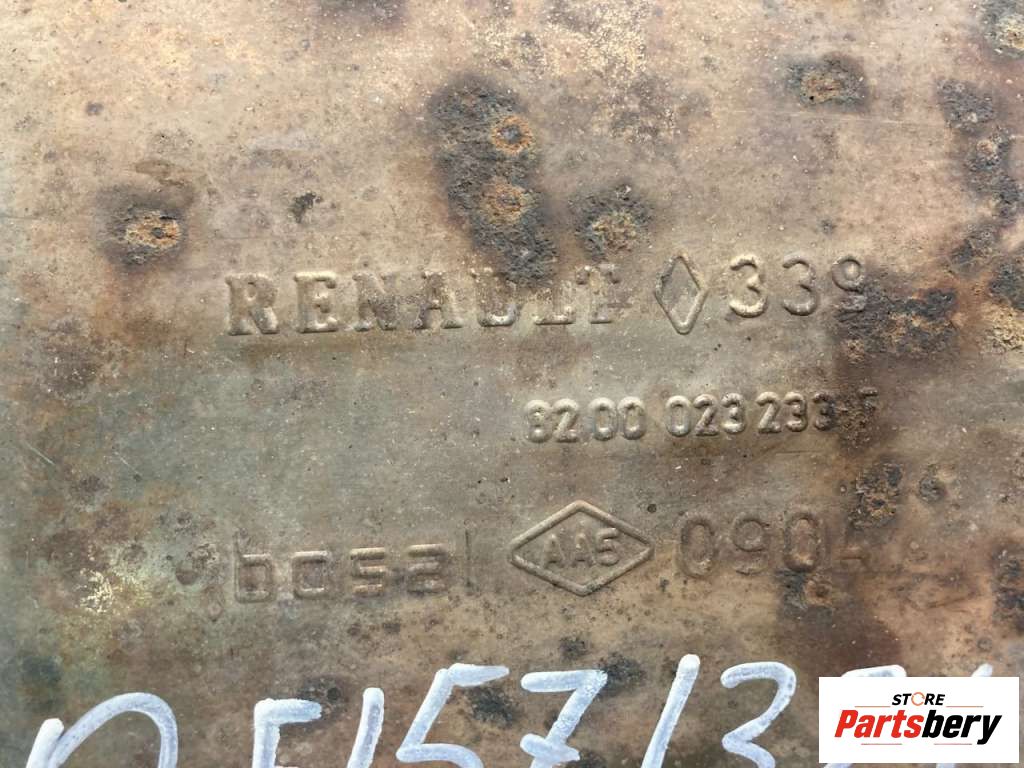 RENAULT 339
8200 023 233
bosal AA5 0904
STORE
Partsbery